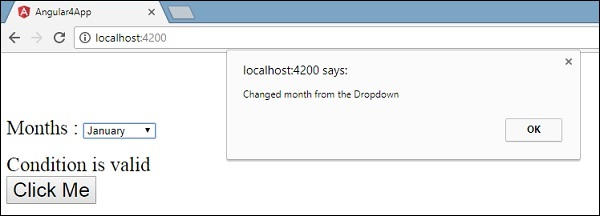 Angular4App
localhost:4200
localhost:4200 says:
Changed month from the Dropdown
OK
Months : January
Condition is valid
Click Me